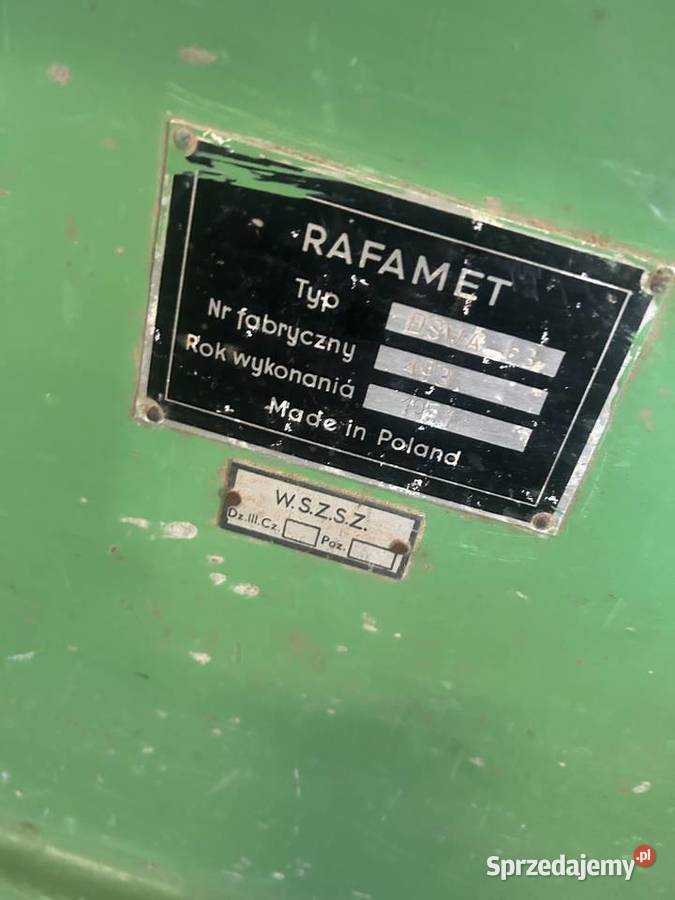 RAFAMET
Typ
Nr fabryczny
Rok wykonania
Made in Poland
W.S.Z.S.Z.
Dz.III.Cz. Poz.
Sprzedajemy.pl